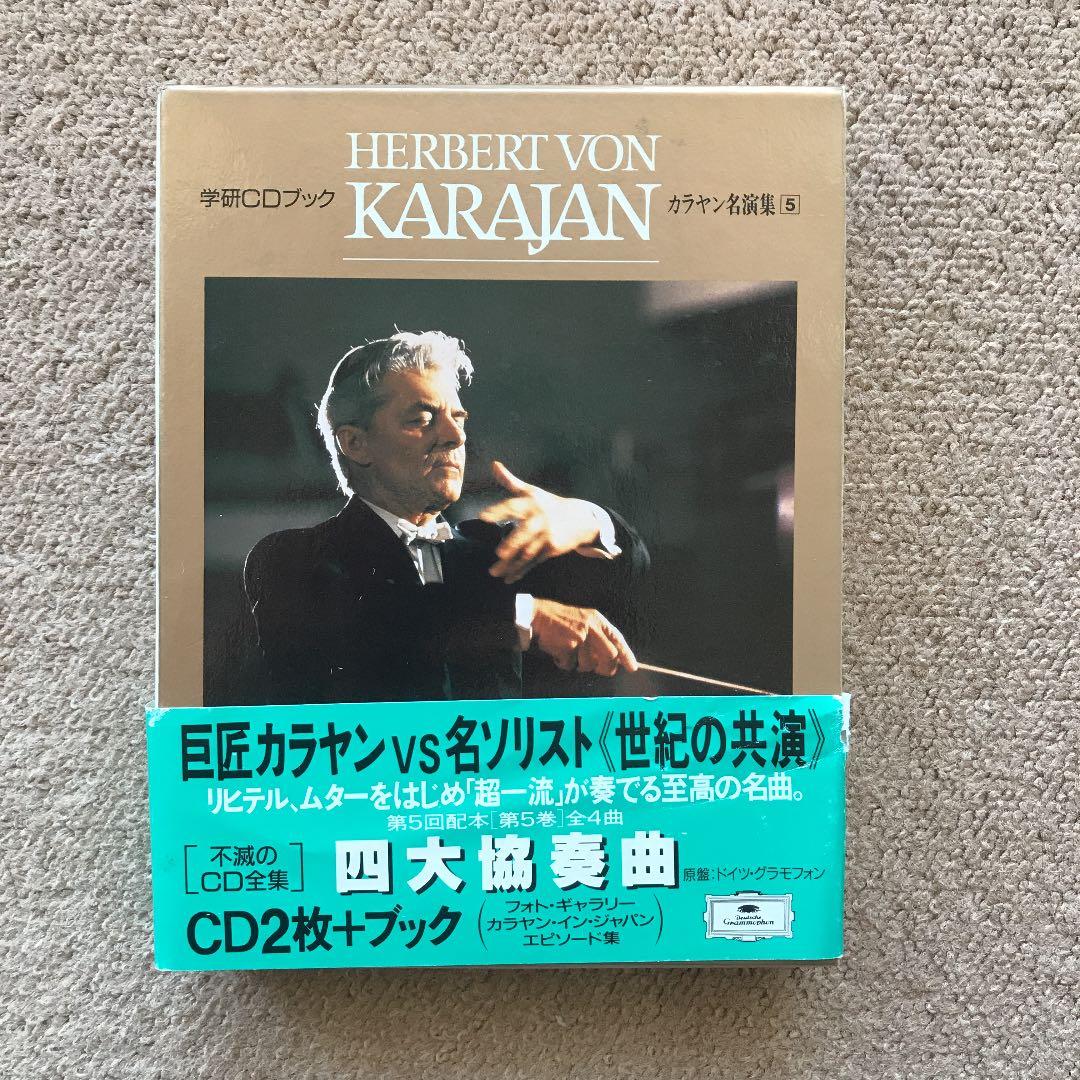 HERBERT VON
学研CDブック
KARAJAN
カラヤン名演集5
巨匠カラヤンvs名ソリスト《世紀の共演》
リヒテル、ムターをはじめ「超一流」が奏でる至高の名曲。
第5回配本[第5巻]全4曲
[不滅の
CD全集]
四大協奏曲
原盤:ドイツ・グラモフォン
CD2枚+ブック
(フォト・ギャラリー
カラヤン・イン・ジャパン
エピソード集)
Deutsche
Grammophon